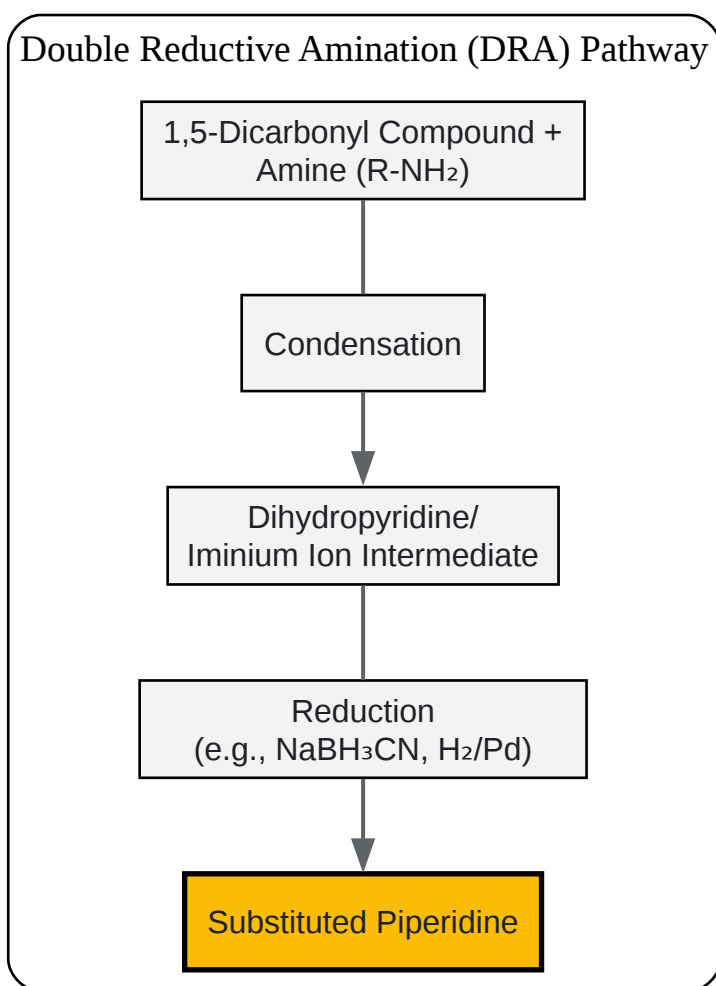 Double Reductive Amination (DRA) Pathway
1,5-Dicarbonyl Compound +
Amine (R-NH₂)
Condensation
Dihydropyridine/
Iminium Ion Intermediate
Reduction
(e.g., NaBH₃CN, H₂/Pd)
Substituted Piperidine